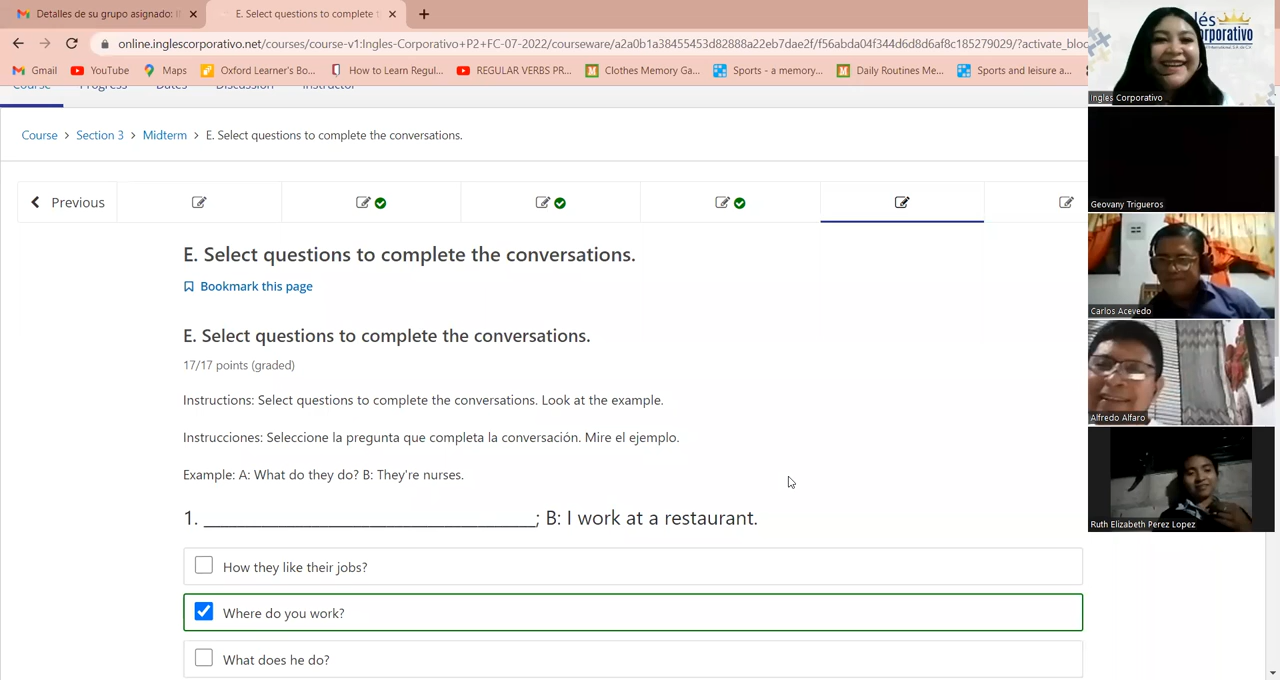 Detalles de su grupo asignado: I
E. Select questions to complete t
online.inglescorporativo.net/courses/course-v1:Ingles-Corporativo+P2+FC-07-2022/courseware/a2a0b1a38455453d82888a22eb7dae2f/f56abda04f344d6d8d6af8c185279029/?activate_bloc
Gmail
YouTube
Maps
Oxford Learner's Bo...
How to Learn Regul...
REGULAR VERBS PR...
Clothes Memory Ga...
Sports - a memory...
Daily Routines Me...
Sports and leisure a...
Course
Progress
Dates
Discussion
Instructor
Course > Section 3 > Midterm > E. Select questions to complete the conversations.
Previous
E. Select questions to complete the conversations.
Bookmark this page
E. Select questions to complete the conversations.
17/17 points (graded)
Instructions: Select questions to complete the conversations. Look at the example.
Instrucciones: Seleccione la pregunta que completa la conversación. Mire el ejemplo.
Example: A: What do they do? B: They're nurses.
1. ________________________________; B: I work at a restaurant.
How they like their jobs?
Where do you work?
What does he do?
Ingles Corporativo
Geovany Trigueros
Carlos Acevedo
Alfredo Alfaro
Ruth Elizabeth Perez Lopez